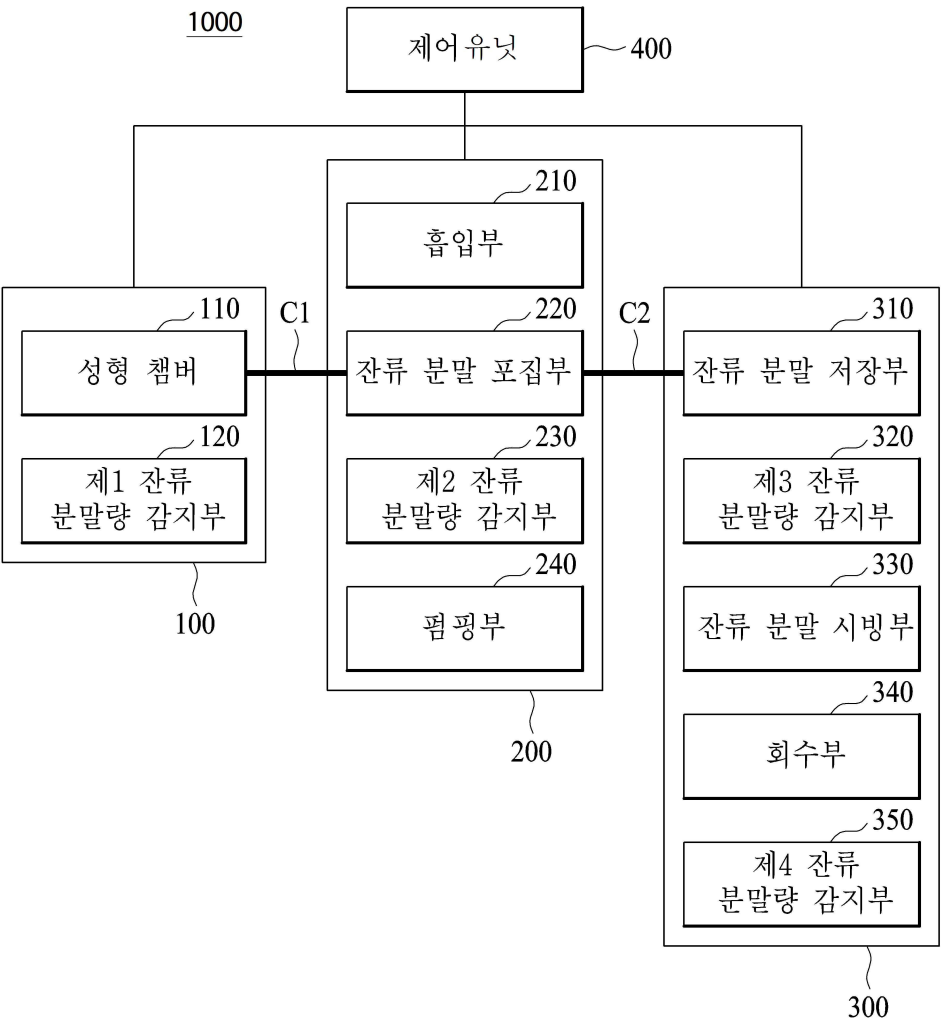 1000
제어유닛
400
210
흡입부
110
C1
220
C2
310
성형 챔버
잔류 분말 포집부
잔류 분말 저장부
120
230
320
제1 잔류
분말량 감지부
제2 잔류
분말량 감지부
제3 잔류
분말량 감지부
240
330
100
펌핑부
잔류 분말 시빙부
340
200
회수부
350
제4 잔류
분말량 감지부
300